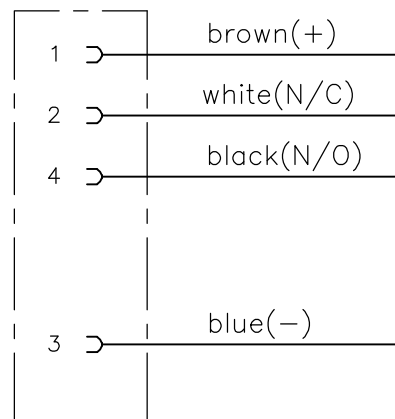 1 brown(+)
2 white(N/C)
4 black(N/O)
3 blue(-)